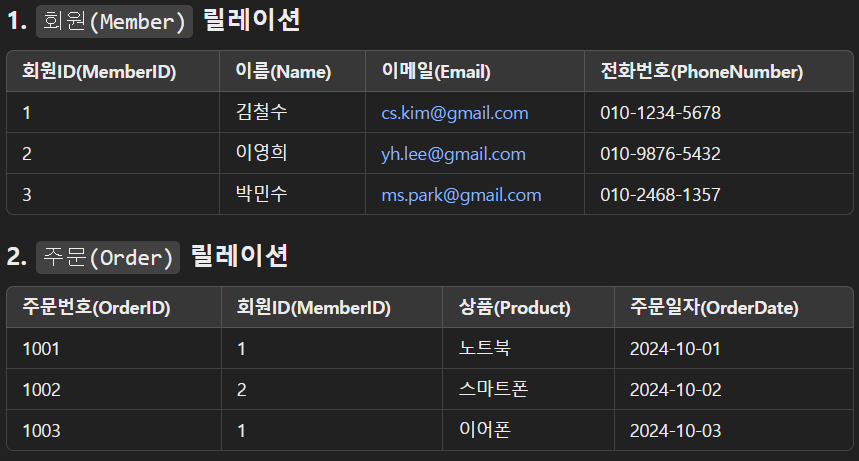 1. 회원(Member) 릴레이션
회원ID(MemberID) 이름(Name) 이메일(Email) 전화번호(PhoneNumber)
1 김철수 cs.kim@gmail.com 010-1234-5678
2 이영희 yh.lee@gmail.com 010-9876-5432
3 박민수 ms.park@gmail.com 010-2468-1357
2. 주문(Order) 릴레이션
주문번호(OrderID) 회원ID(MemberID) 상품(Product) 주문일자(OrderDate)
1001 1 노트북 2024-10-01
1002 2 스마트폰 2024-10-02
1003 1 이어폰 2024-10-03